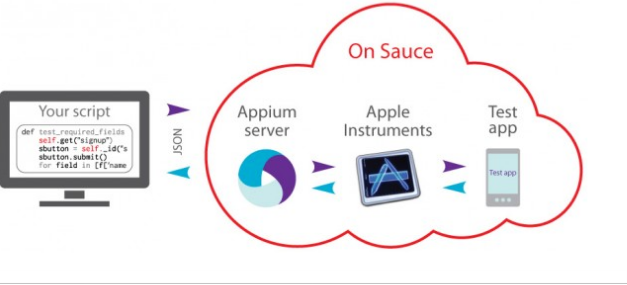 On Sauce
Your script
def test_required_fields
self.get("signup")
sbutton = self._id("s
sbutton.submit()
for field in [f["name
JSON
Appium
server
Apple
Instruments
Test
app
Test app